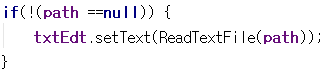 if(!(path ==null)) {
    txtEdt.setText(ReadTextFile(path));
}